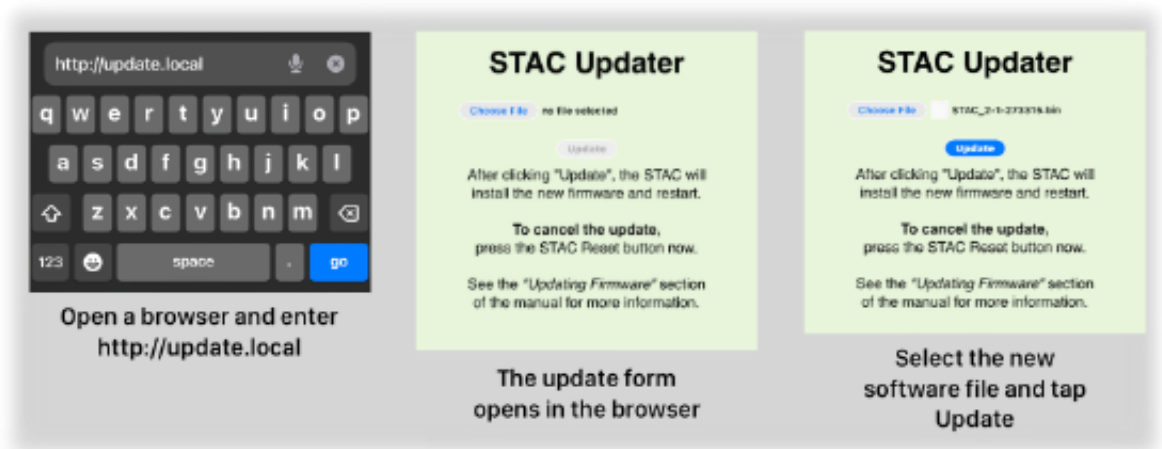 http://update.local
q w e r t y u i o p
a s d f g h j k l
z x c v b n m
123 space . go
Open a browser and enter
http://update.local
STAC Updater
Choose File no file selected
Update
After clicking "Update", the STAC will
install the new firmware and restart.
To cancel the update,
press the STAC Reset button now.
See the "Updating Firmware" section
of the manual for more information.
The update form
opens in the browser
STAC Updater
Choose File STAC_2-1-273315.bin
Update
After clicking "Update", the STAC will
install the new firmware and restart.
To cancel the update,
press the STAC Reset button now.
See the "Updating Firmware" section
of the manual for more information.
Select the new
software file and tap
Update